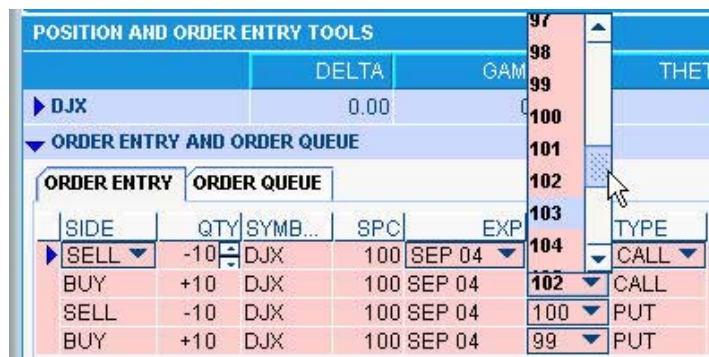 POSITION AND ORDER ENTRY TOOLS
DELTA GAM THET
DJX 0.00
ORDER ENTRY AND ORDER QUEUE
ORDER ENTRY ORDER QUEUE
97
98
99
100
101
102
103
104
SIDE QTY SYMB... SPC EXP TYPE
SELL -10 DJX 100 SEP 04 CALL
BUY +10 DJX 100 SEP 04 102 CALL
SELL -10 DJX 100 SEP 04 100 PUT
BUY +10 DJX 100 SEP 04 99 PUT